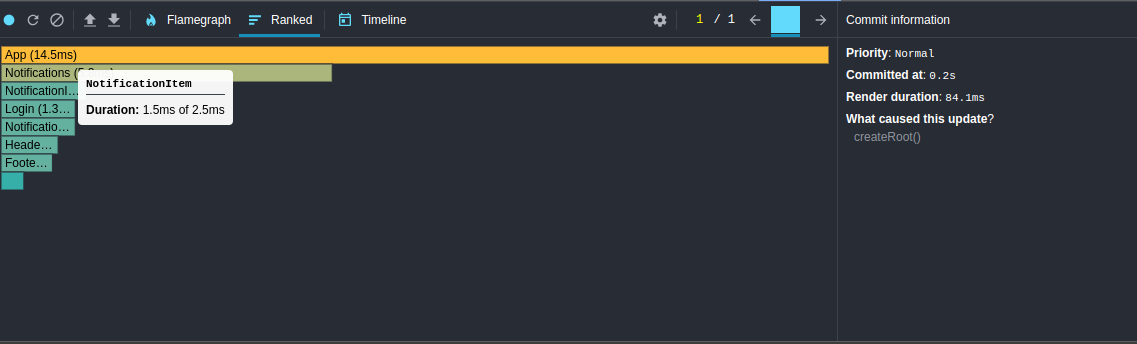 Flamegraph Ranked Timeline 1 / 1 Commit information
App (14.5ms)
Notifications
NotificationI...
Login (1.3...
Notificatio...
Heade...
Foote...
NotificationItem
Duration: 1.5ms of 2.5ms
Priority: Normal
Committed at: 0.2s
Render duration: 84.1ms
What caused this update?
createRoot()